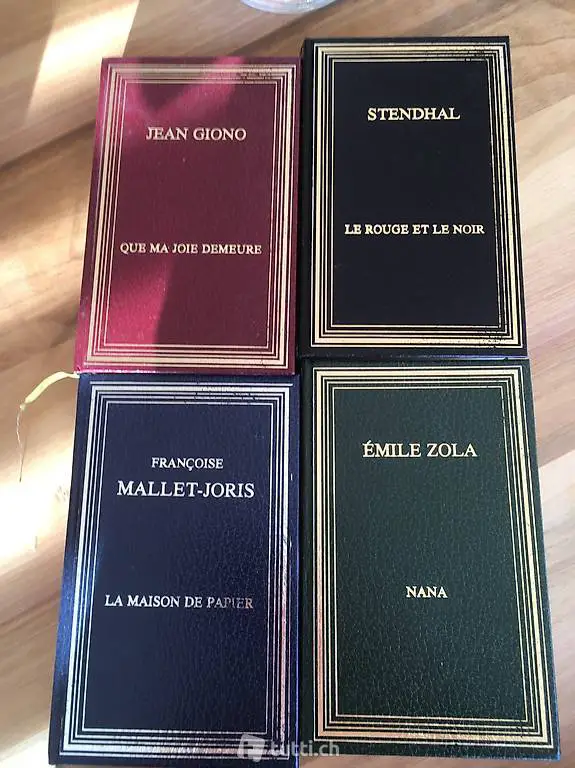 JEAN GIONO
QUE MA JOIE DEMEURE
STENDHAL
LE ROUGE ET LE NOIR
FRANÇOISE
MALLET-JORIS
LA MAISON DE PAPIER
ÉMILE ZOLA
NANA
tutti.ch